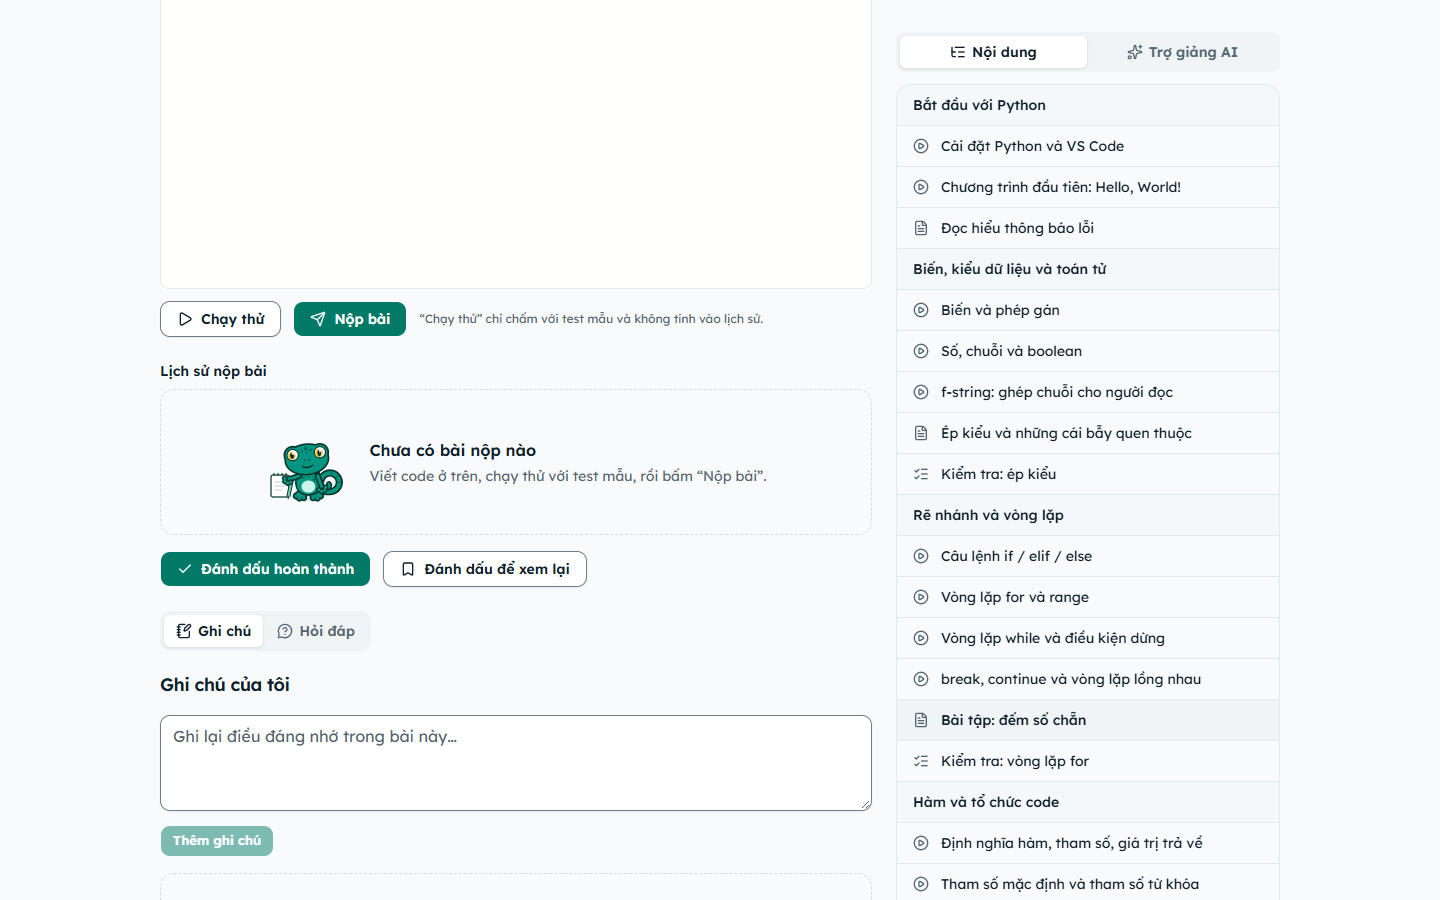 Chạy thử
Nộp bài
“Chạy thử” chỉ chấm với test mẫu và không tính vào lịch sử.
Lịch sử nộp bài
Chưa có bài nộp nào
Viết code ở trên, chạy thử với test mẫu, rồi bấm “Nộp bài”.
Đánh dấu hoàn thành
Đánh dấu để xem lại
Ghi chú
Hỏi đáp
Ghi chú của tôi
Ghi lại điều đáng nhớ trong bài này...
Thêm ghi chú
Nội dung
Trợ giảng AI
Bắt đầu với Python
Cài đặt Python và VS Code
Chương trình đầu tiên: Hello, World!
Đọc hiểu thông báo lỗi
Biến, kiểu dữ liệu và toán tử
Biến và phép gán
Số, chuỗi và boolean
f-string: ghép chuỗi cho người đọc
Ép kiểu và những cái bẫy quen thuộc
Kiểm tra: ép kiểu
Rẽ nhánh và vòng lặp
Câu lệnh if / elif / else
Vòng lặp for và range
Vòng lặp while và điều kiện dừng
break, continue và vòng lặp lồng nhau
Bài tập: đếm số chẵn
Kiểm tra: vòng lặp for
Hàm và tổ chức code
Định nghĩa hàm, tham số, giá trị trả về
Tham số mặc định và tham số từ khóa